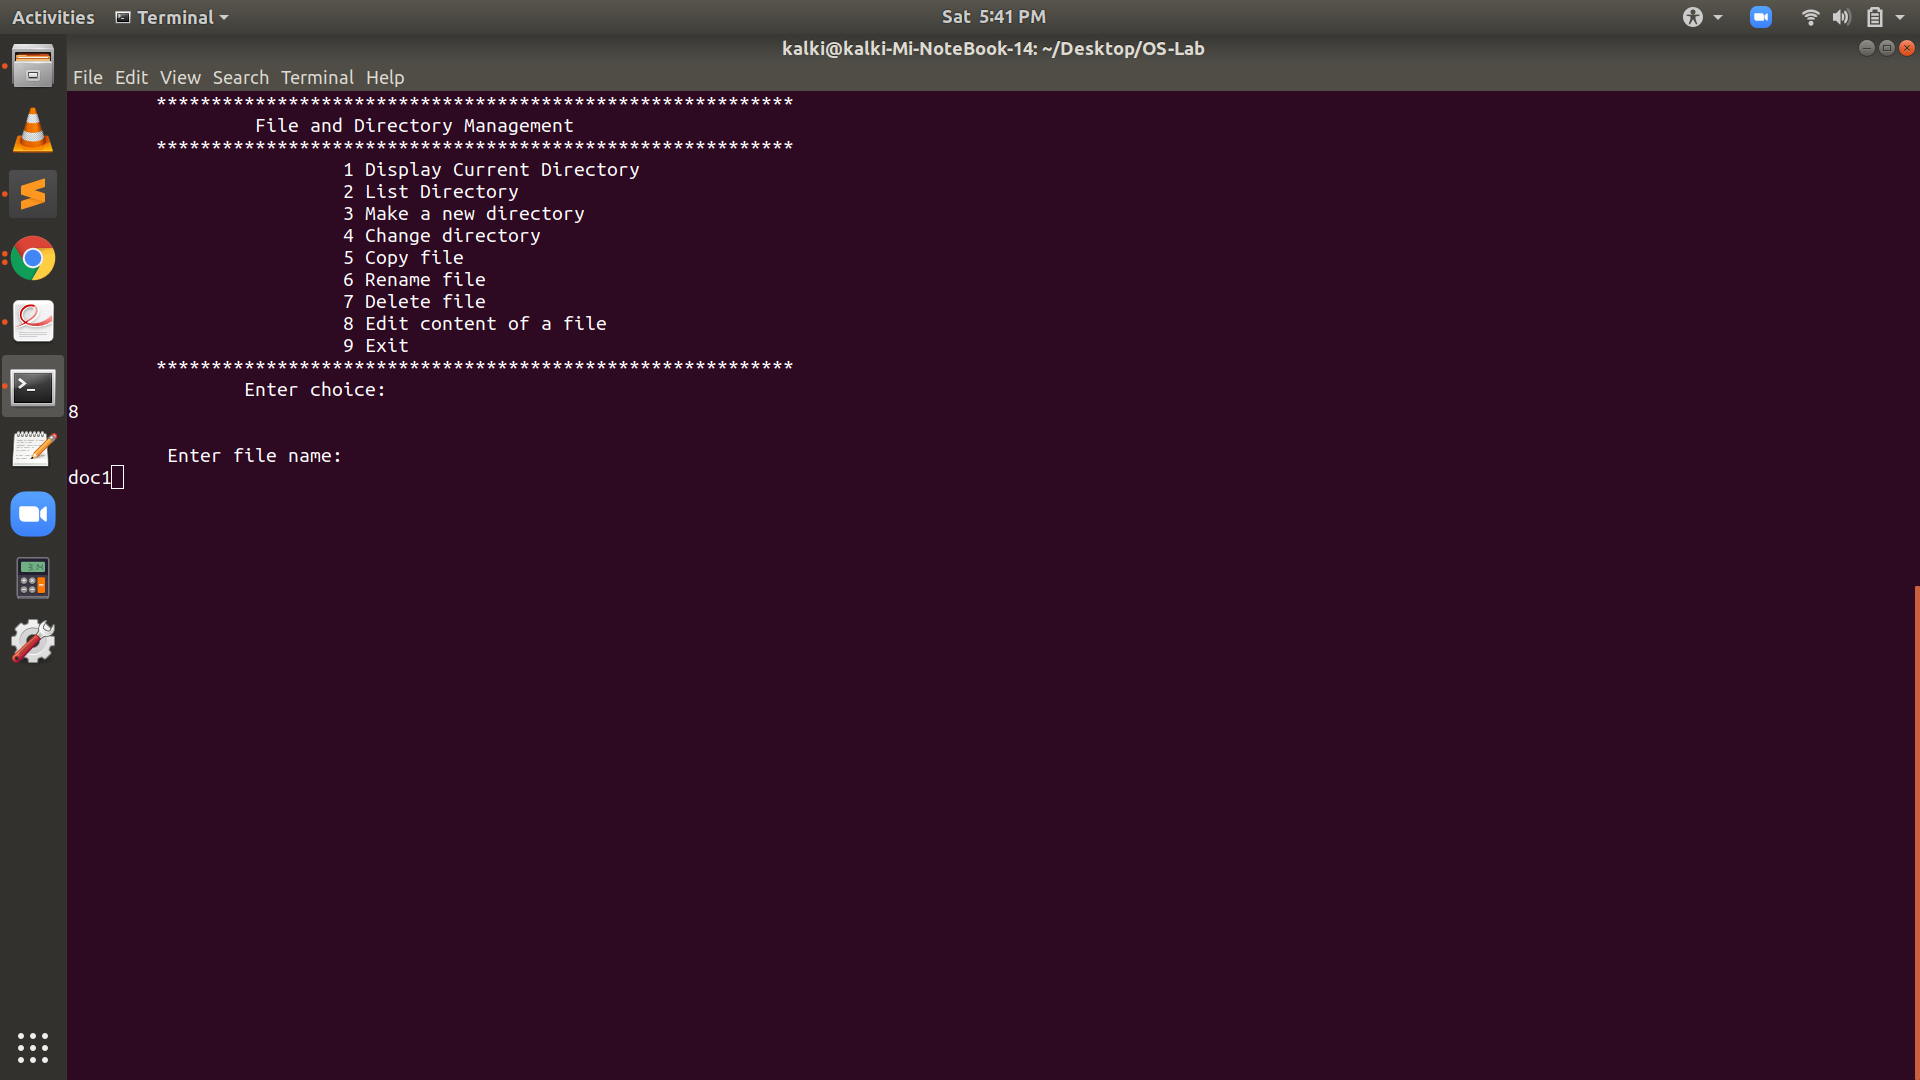 Activities Terminal Sat 5:41 PM
kalki@kalki-Mi-NoteBook-14: ~/Desktop/OS-Lab
File Edit View Search Terminal Help
**********************************************************
File and Directory Management
**********************************************************
1 Display Current Directory
2 List Directory
3 Make a new directory
4 Change directory
5 Copy file
6 Rename file
7 Delete file
8 Edit content of a file
9 Exit
**********************************************************
Enter choice:
8
Enter file name:
doc1